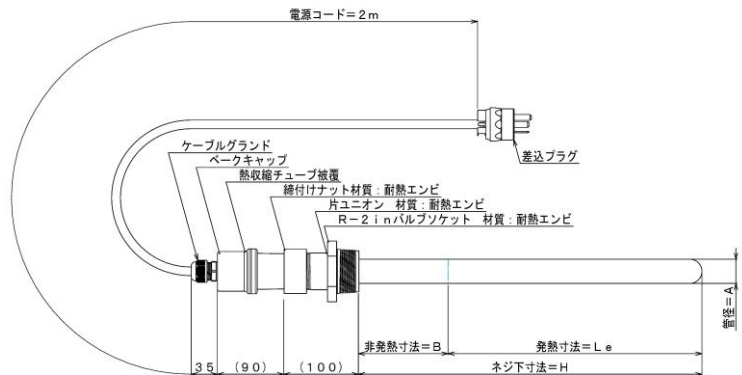 電源コード=2m
差込プラグ
ケーブルグランド
ベークキャップ
熱収縮チューブ被覆
締付けナット材質:耐熱エンビ
片ユニオン 材質:耐熱エンビ
R-2inバルブソケット 材質:耐熱エンビ
管径=A
非発熱寸法=B
発熱寸法=Le
35
(90)
(100)
ネジ下寸法=H